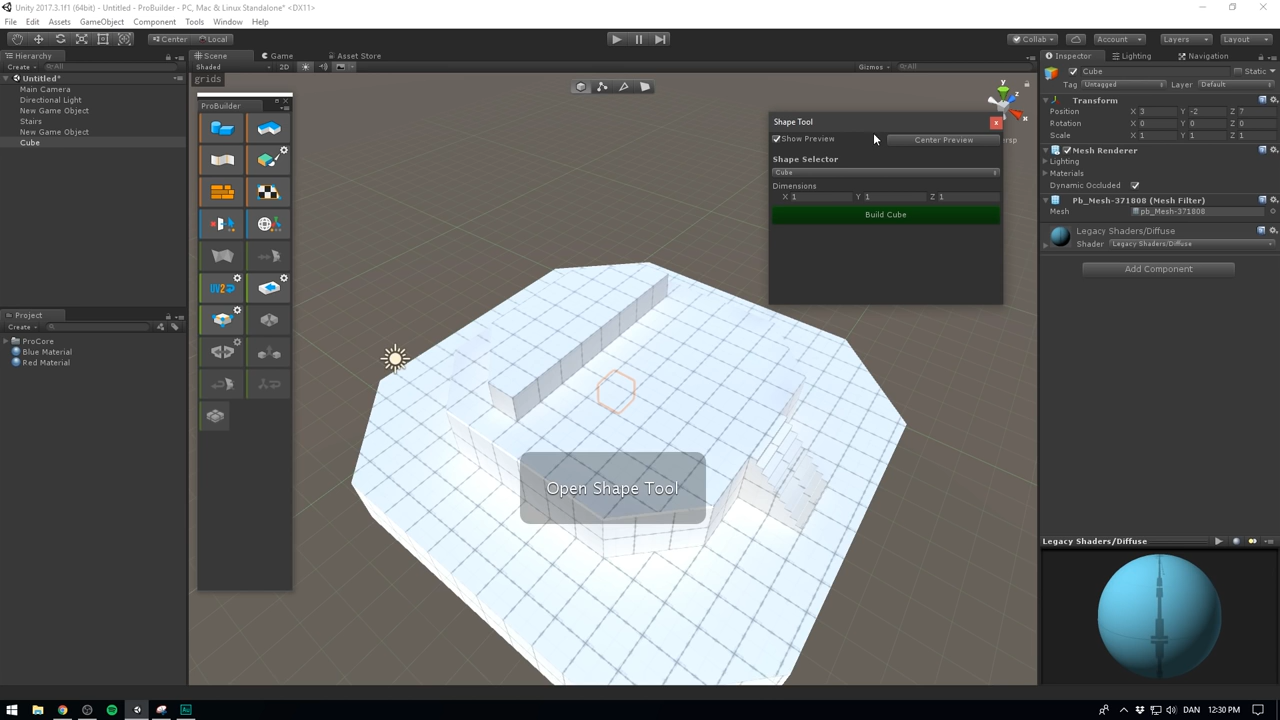 Unity 2017.3.1f1 (64bit) - Untitled - ProBuilder - PC, Mac & Linux Standalone* <DX11>
File Edit Assets GameObject Component Tools Window Help
Center Local
Collab Account Layers Layout
Hierarchy
Create All
Untitled*
Main Camera
Directional Light
New Game Object
Stairs
New Game Object
Cube
Project
Create
ProCore
Blue Material
Red Material
Scene Game Asset Store
Shaded 2D Gizmos All
grids
ProBuilder
IN2
Y
Z
X
Persp
Shape Tool
x
Show Preview Center Preview
Shape Selector
Cube
Dimensions
X 1 Y 1 Z 1
Build Cube
Open Shape Tool
Inspector Lighting Navigation
Cube Static
Tag Untagged Layer Default
Transform
Position X 3 Y -2 Z 7
Rotation X 0 Y 0 Z 0
Scale X 1 Y 1 Z 1
Mesh Renderer
Lighting
Materials
Dynamic Occluded
Pb_Mesh-371808 (Mesh Filter)
Mesh pb_Mesh-371808
Legacy Shaders/Diffuse
Shader Legacy Shaders/Diffuse
Add Component
Legacy Shaders/Diffuse
Au
DAN 12:30 PM